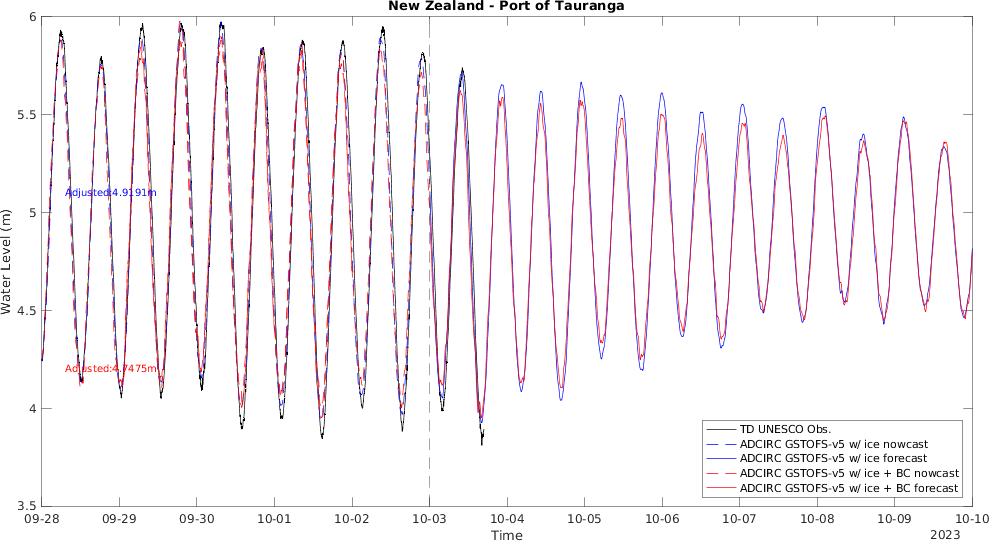 New Zealand - Port of Tauranga
Water Level (m)
6
5.5
5
4.5
4
3.5
Adjusted:4.9191m
Adjusted:4.7475m
TD UNESCO Obs.
ADCIRC GSTOFS-v5 w/ ice nowcast
ADCIRC GSTOFS-v5 w/ ice forecast
ADCIRC GSTOFS-v5 w/ ice + BC nowcast
ADCIRC GSTOFS-v5 w/ ice + BC forecast
09-28 09-29 09-30 10-01 10-02 10-03 10-04 10-05 10-06 10-07 10-08 10-09 10-10
Time
2023